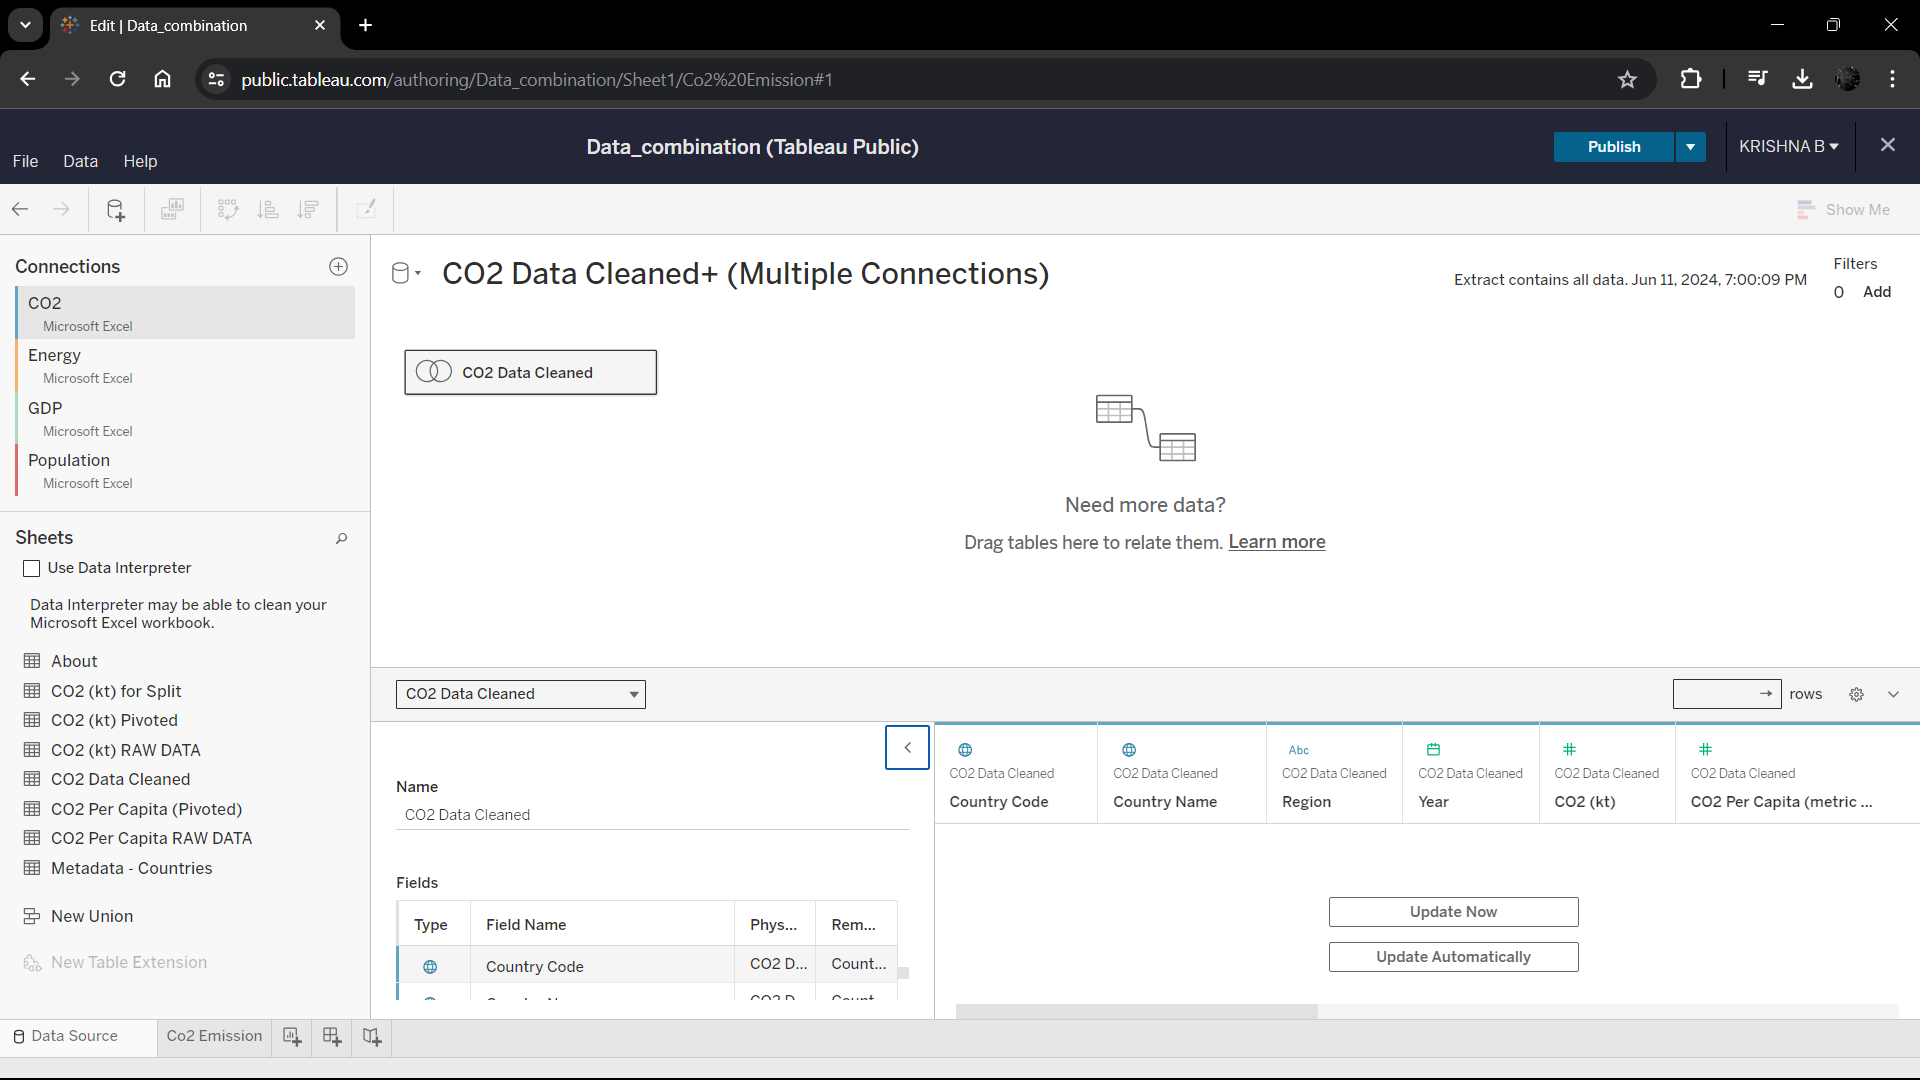 Edit | Data_combination
public.tableau.com/authoring/Data_combination/Sheet1/Co2%20Emission#1
Data_combination (Tableau Public)
File Data Help
Publish
KRISHNA B
Show Me
Connections
CO2
Microsoft Excel
Energy
Microsoft Excel
GDP
Microsoft Excel
Population
Microsoft Excel
Sheets
Use Data Interpreter
Data Interpreter may be able to clean your
Microsoft Excel workbook.
About
CO2 (kt) for Split
CO2 (kt) Pivoted
CO2 (kt) RAW DATA
CO2 Data Cleaned
CO2 Per Capita (Pivoted)
CO2 Per Capita RAW DATA
Metadata - Countries
New Union
New Table Extension
CO2 Data Cleaned+ (Multiple Connections)
Extract contains all data. Jun 11, 2024, 7:00:09 PM
Filters
0 Add
CO2 Data Cleaned
Need more data?
Drag tables here to relate them. Learn more
CO2 Data Cleaned
rows
Name
CO2 Data Cleaned
Fields
Type Field Name Phys... Rem...
Country Code CO2 D... Count...
Abc
CO2 Data Cleaned CO2 Data Cleaned CO2 Data Cleaned CO2 Data Cleaned CO2 Data Cleaned CO2 Data Cleaned
Country Code Country Name Region Year CO2 (kt) CO2 Per Capita (metric ...
Update Now
Update Automatically
Data Source Co2 Emission